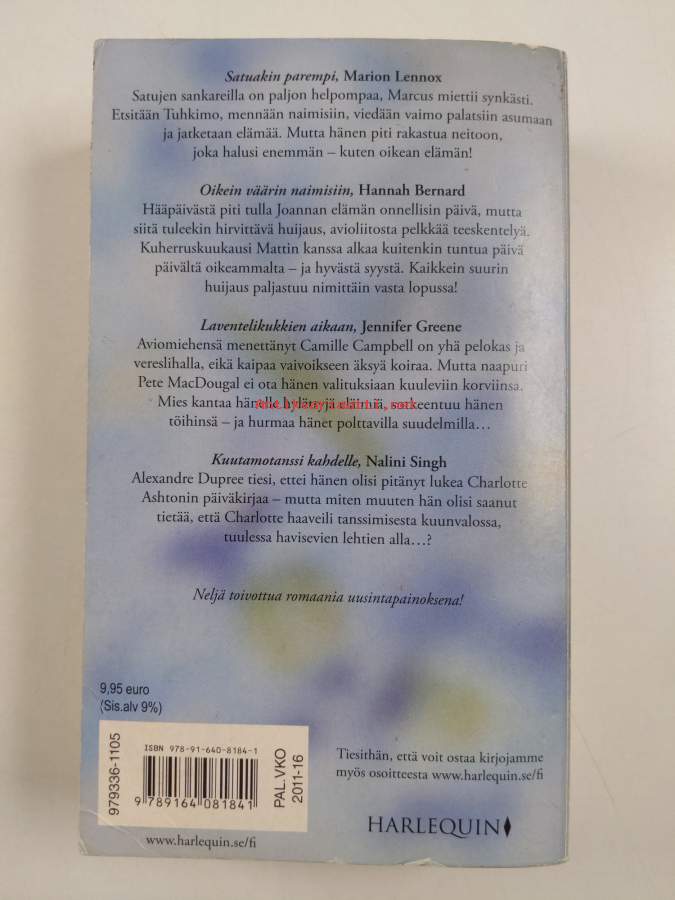 Satuakin parempi, Marion Lennox
Satujen sankareilla on paljon helpompaa, Marcus miettii synkästi.
Etsitään Tuhkimo, mennään naimisiin, viedään vaimo palatsiin asumaan
ja jatketaan elämää. Mutta hänen piti rakastua neitoon,
joka halusi enemmän – kuten oikean elämän!
Oikein väärin naimisiin, Hannah Bernard
Hääpäivästä piti tulla Joannan elämän onnellisin päivä, mutta
siitä tuleekin hirvittävä huijaus, avioliitosta pelkkää teeskentelyä.
Kuherruskuukausi Mattin kanssa alkaa kuitenkin tuntua päivä
päivältä oikeammalta – ja hyvästä syystä. Kaikkein suurin
huijaus paljastuu nimittäin vasta lopussa!
Laventelikukkien aikaan, Jennifer Greene
Aviomiehensä menettänyt Camille Campbell on yhä pelokas ja
vereslihalla, eikä kaipaa vaivoikseen äksyä koiraa. Mutta naapuri
Pete MacDougal ei ota hänen valituksiaan kuuleviin korviinsa.
Mies kantaa hänelle hylättyjä eläimiä, sotkeentuu hänen
töihinsä – ja hurmaa hänet polttavilla suudelmilla…
Kuutamotanssi kahdelle, Nalini Singh
Alexandre Dupree tiesi, ettei hänen olisi pitänyt lukea Charlotte
Ashtonin päiväkirjaa – mutta miten muuten hän olisi saanut
tietää, että Charlotte haaveili tanssimisesta kuunvalossa,
tuulessa havisevien lehtien alla…?
Neljä toivottua romaania uusintapainoksena!
9,95 euro
(Sis.alv 9%)
979336-1105
ISBN 978-91-640-8184-1
9 789164 081841
PAL.VKO
2011-16
www.harlequin.se/fi
Tiesithän, että voit ostaa kirjojamme
myös osoitteesta www.harlequin.se/fi
HARLEQUIN